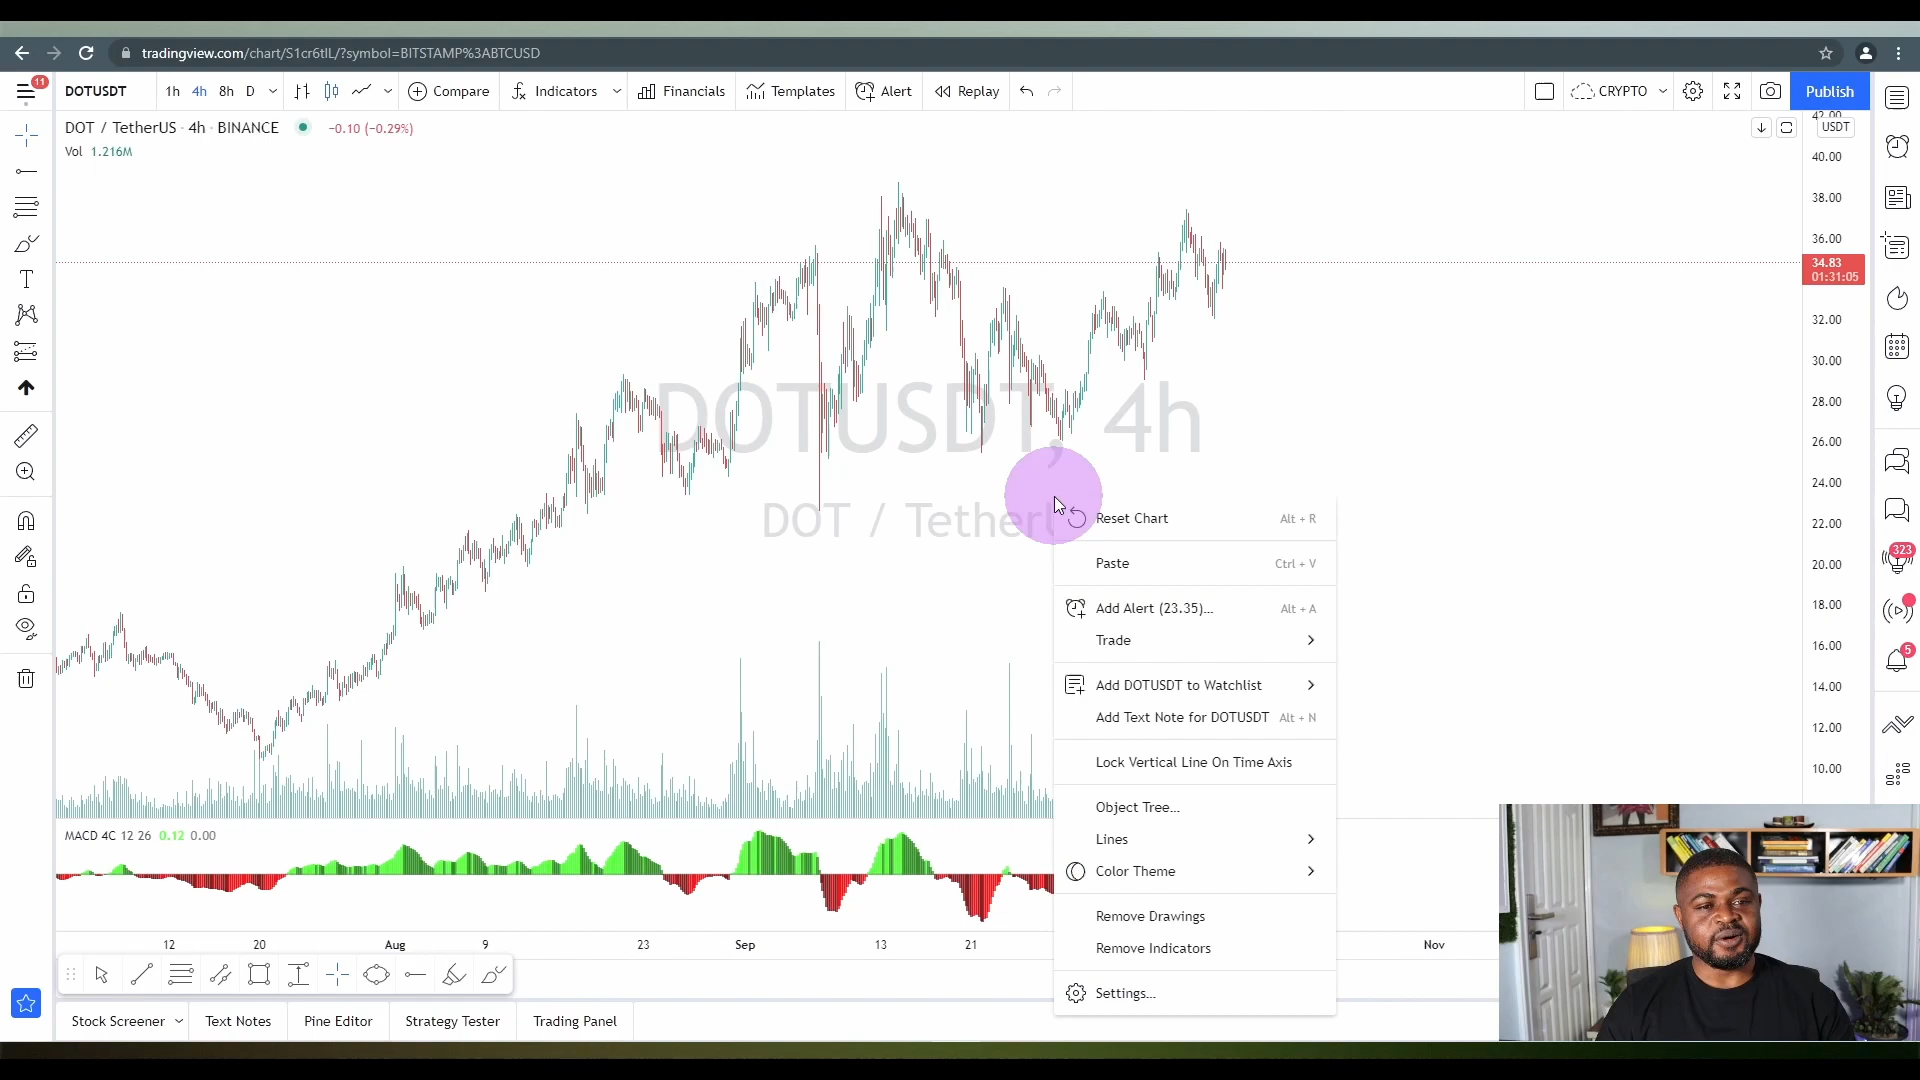 tradingview.com/chart/S1cr6tIL/?symbol=BITSTAMP%3ABTCUSD
11
DOTUSDT 1h 4h 8h D Compare Indicators Financials Templates Alert Replay CRYPTO Publish
DOT / TetherUS · 4h · BINANCE −0.10 (−0.29%)
Vol 1.216M
42.00
USDT
40.00
38.00
36.00
34.83
01:31:05
32.00
30.00
28.00
26.00
24.00
22.00
20.00
18.00
16.00
14.00
12.00
10.00
DOTUSDT, 4h
DOT / Tether
Reset Chart Alt + R
Paste Ctrl + V
Add Alert (23.35)... Alt + A
Trade
Add DOTUSDT to Watchlist
Add Text Note for DOTUSDT Alt + N
Lock Vertical Line On Time Axis
Object Tree...
Lines
Color Theme
Remove Drawings
Remove Indicators
Settings...
323
5
MACD 4C 12 26 0.12 0.00
12 20 Aug 9 23 Sep 13 21 Nov
Stock Screener Text Notes Pine Editor Strategy Tester Trading Panel